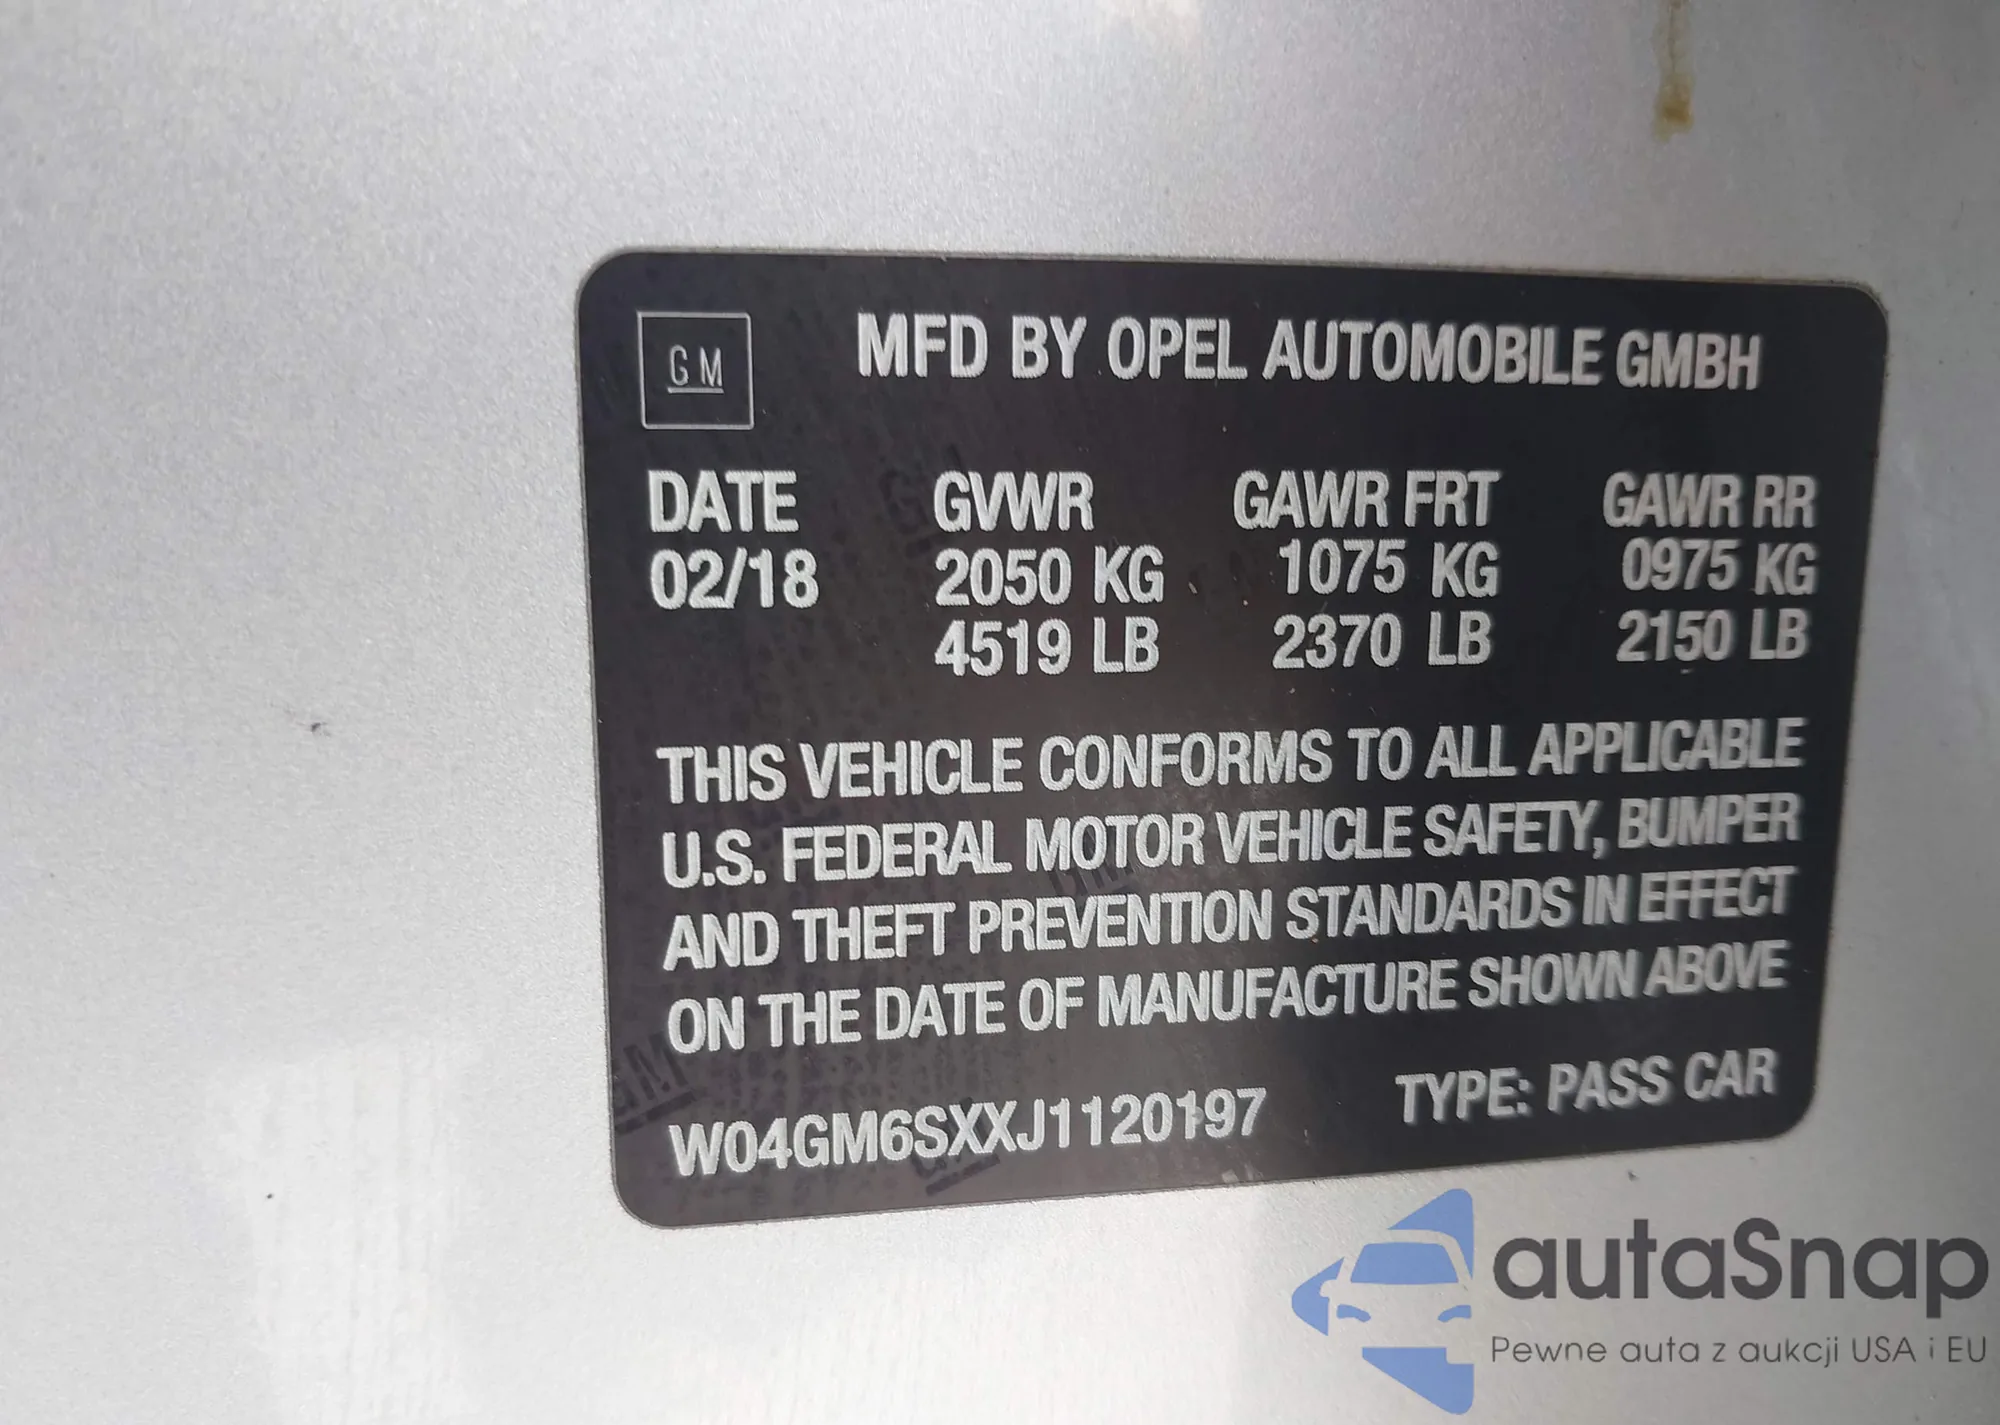 GM
MFD BY OPEL AUTOMOBILE GMBH
DATE GVWR GAWR FRT GAWR RR
02/18 2050 KG 1075 KG 0975 KG
4519 LB 2370 LB 2150 LB
THIS VEHICLE CONFORMS TO ALL APPLICABLE
U.S. FEDERAL MOTOR VEHICLE SAFETY, BUMPER
AND THEFT PREVENTION STANDARDS IN EFFECT
ON THE DATE OF MANUFACTURE SHOWN ABOVE
W04GM6SXXJ1120197 TYPE: PASS CAR
autaSnap
Pewne auta z aukcji USA i EU